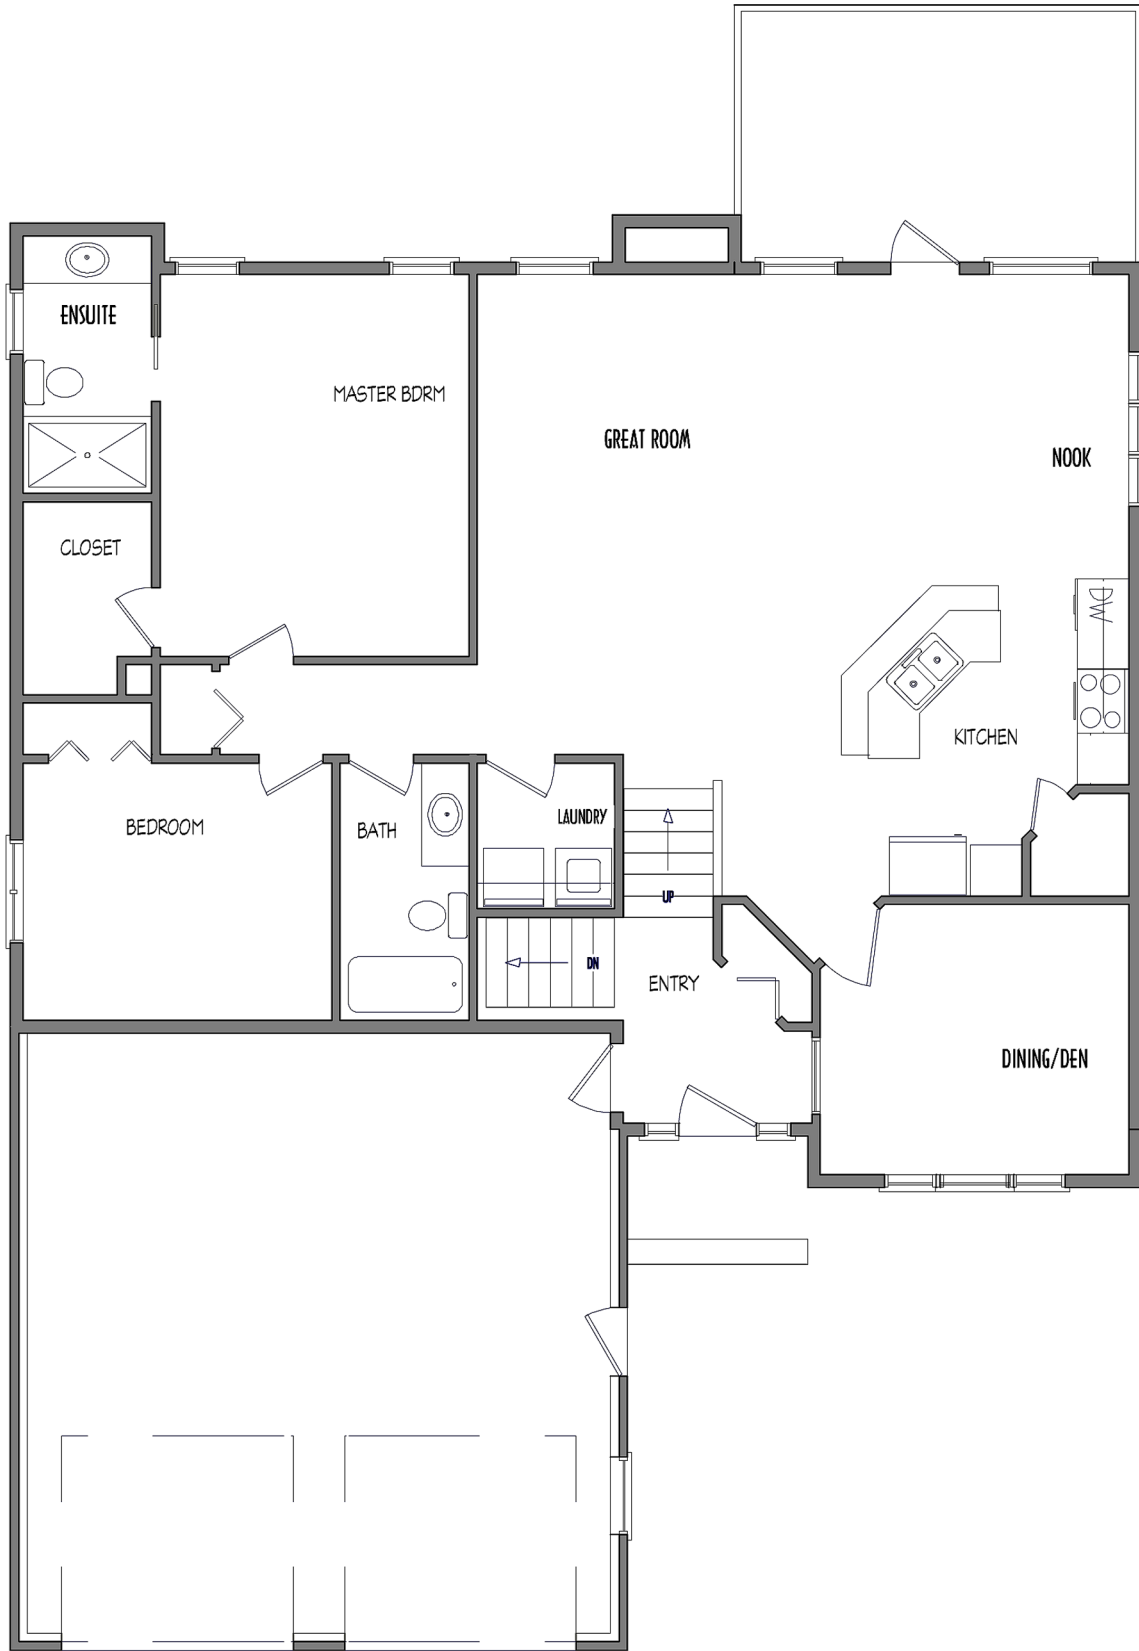 ENSUITE
MASTER BDRM
GREAT ROOM
NOOK
CLOSET
DW
KITCHEN
LAUNDRY
BEDROOM
BATH
UP
DN
ENTRY
DINING/DEN